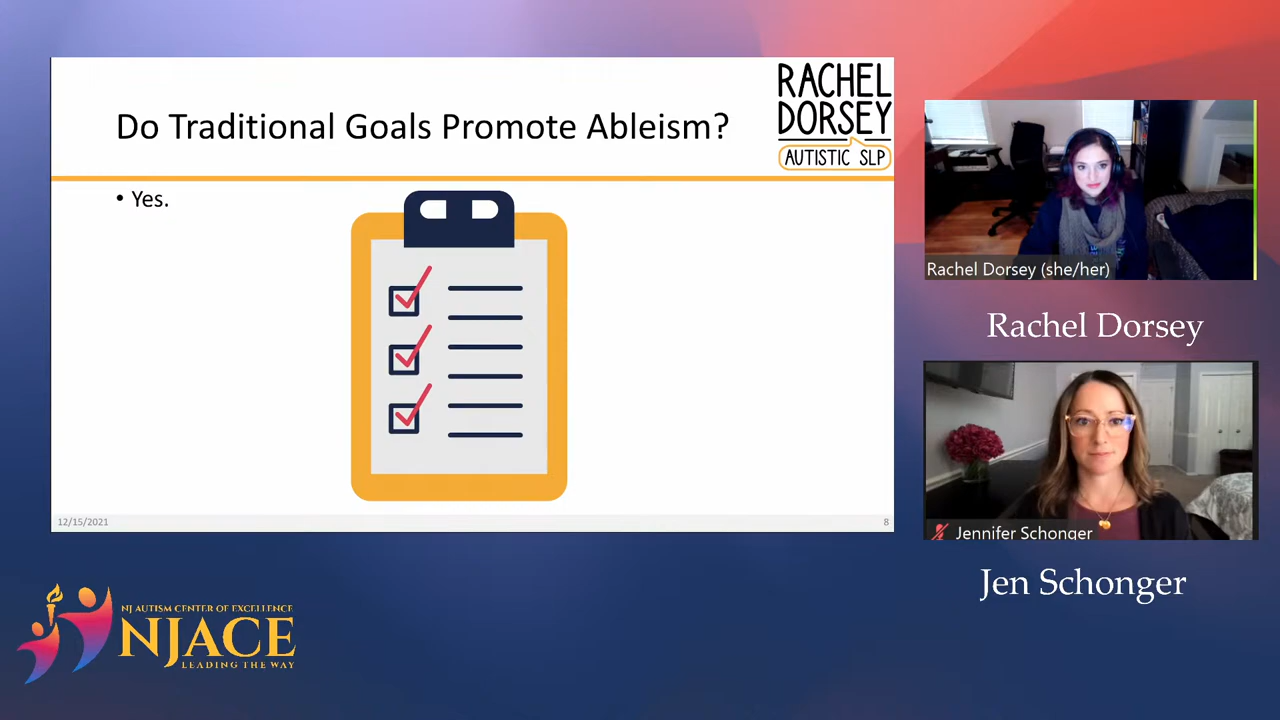 Do Traditional Goals Promote Ableism?
RACHEL
DORSEY
AUTISTIC SLP
• Yes.
12/15/2021
8
Rachel Dorsey (she/her)
Rachel Dorsey
Jennifer Schonger
Jen Schonger
NJ AUTISM CENTER OF EXCELLENCE
NJACE
LEADING THE WAY